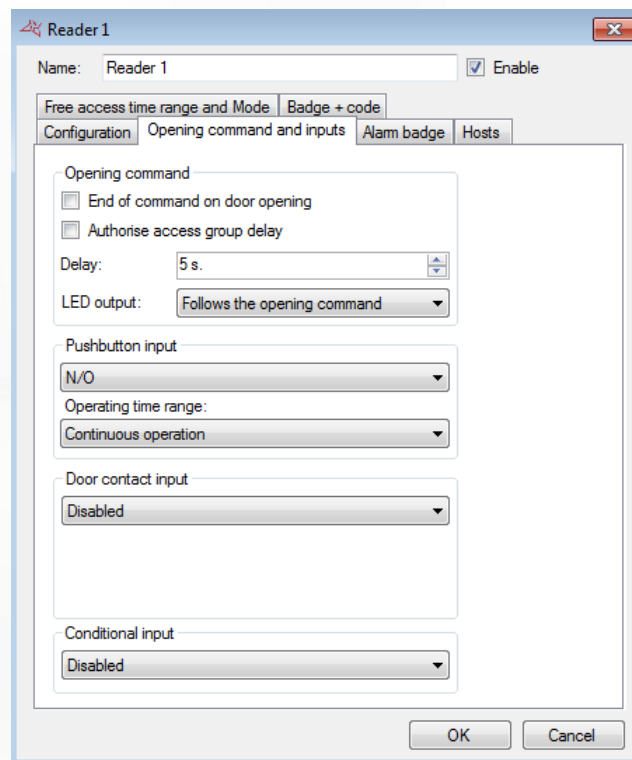 Reader 1
Name: Reader 1 Enable
Free access time range and Mode Badge + code
Configuration Opening command and inputs Alarm badge Hosts
Opening command
End of command on door opening
Authorise access group delay
Delay: 5 s.
LED output: Follows the opening command
Pushbutton input
N/O
Operating time range:
Continuous operation
Door contact input
Disabled
Conditional input
Disabled
OK Cancel